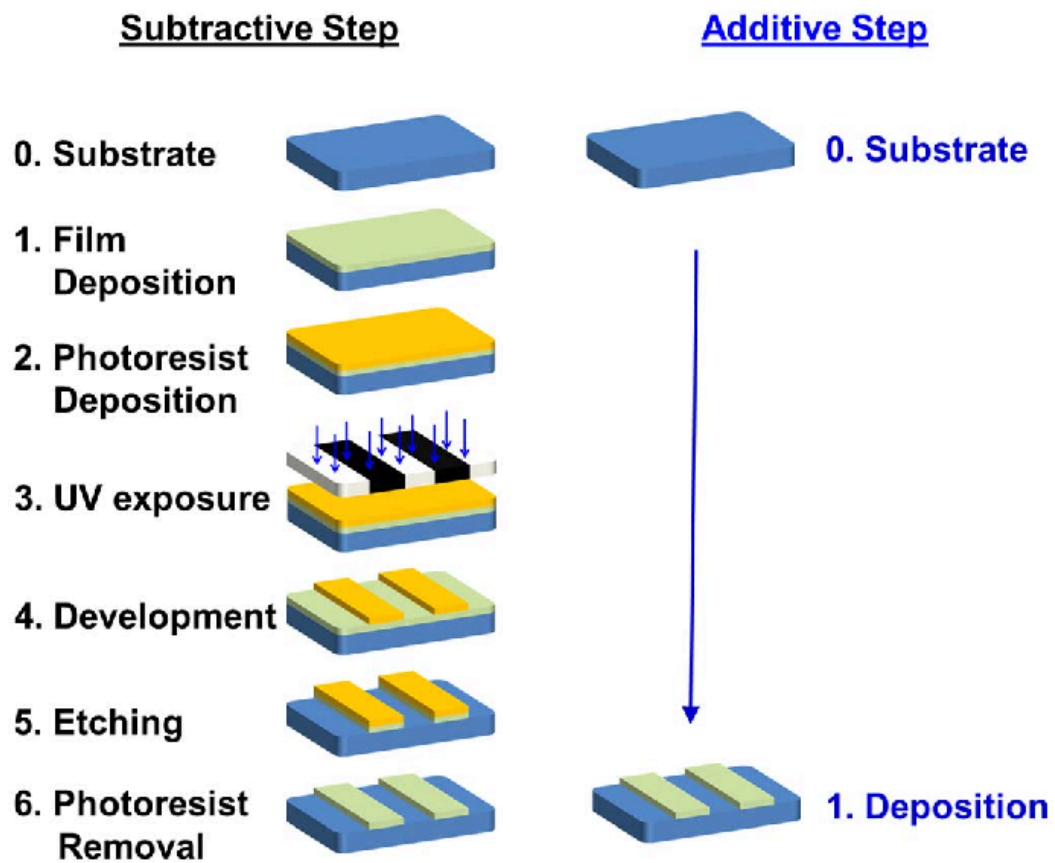 Subtractive Step
Additive Step
0. Substrate
0. Substrate
1. Film
Deposition
2. Photoresist
Deposition
3. UV exposure
4. Development
5. Etching
6. Photoresist
Removal
1. Deposition